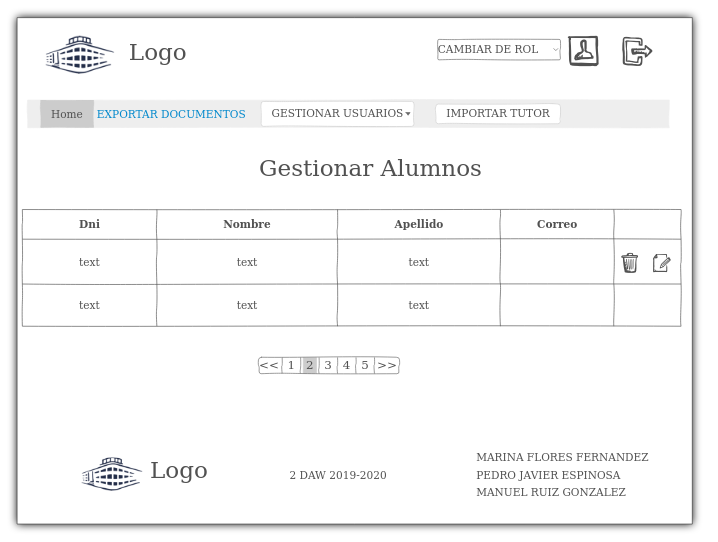 Logo
CAMBIAR DE ROL
Home EXPORTAR DOCUMENTOS GESTIONAR USUARIOS IMPORTAR TUTOR
Gestionar Alumnos
Dni Nombre Apellido Correo
text text text
text text text
<< 1 2 3 4 5 >>
Logo
2 DAW 2019-2020
MARINA FLORES FERNANDEZ
PEDRO JAVIER ESPINOSA
MANUEL RUIZ GONZALEZ